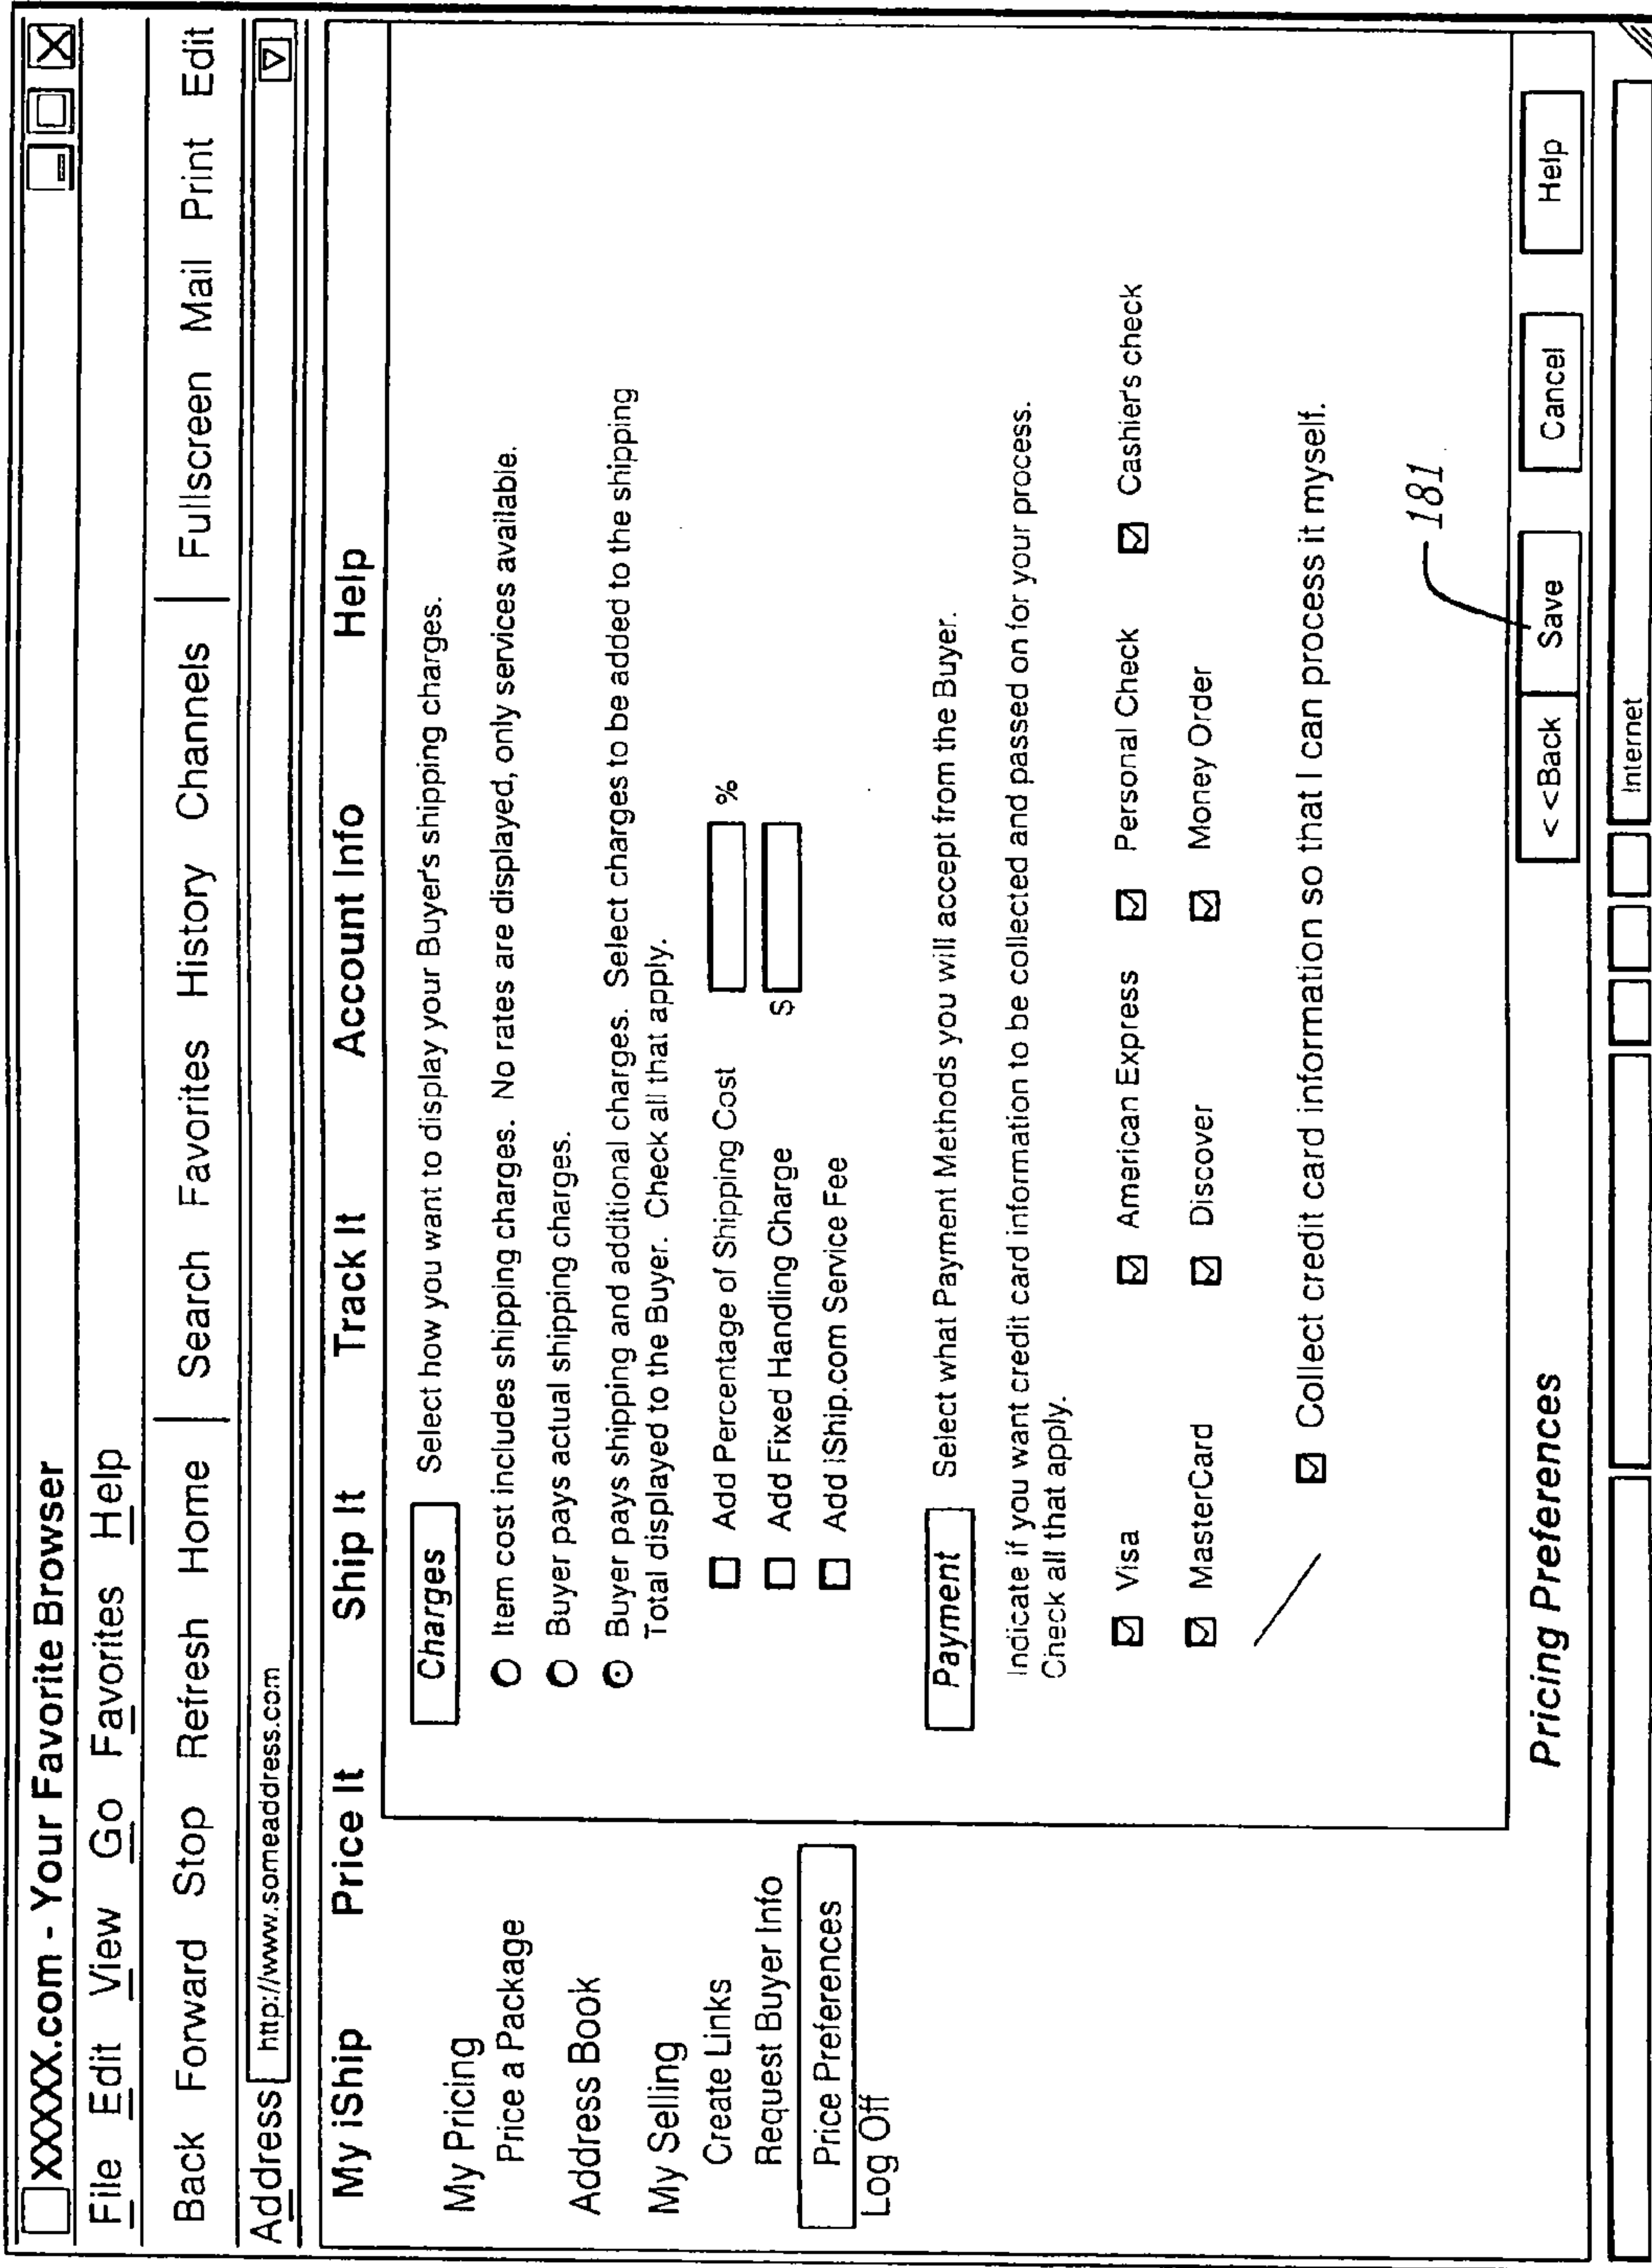 XXXXX.com - Your Favorite Browser
File Edit View Go Favorites Help
Back Forward Stop Refresh Home Search Favorites History Channels Fullscreen Mail Print Edit
Address http://www.someaddress.com
My iShip Price It Ship It Track It Account Info Help
My Pricing
Price a Package
Address Book
My Selling
Create Links
Request Buyer Info
Price Preferences
Log Off
Charges Select how you want to display your Buyer's shipping charges.
Item cost includes shipping charges. No rates are displayed, only services available.
Buyer pays actual shipping charges.
Buyer pays shipping and additional charges. Select charges to be added to the shipping
Total displayed to the Buyer. Check all that apply.
Add Percentage of Shipping Cost %
Add Fixed Handling Charge $
Add iShip.com Service Fee
Payment Select what Payment Methods you will accept from the Buyer.
Indicate if you want credit card information to be collected and passed on for your process.
Check all that apply.
Visa American Express Personal Check Cashier's check
MasterCard Discover Money Order
Collect credit card information so that I can process it myself.
181
Pricing Preferences < <Back Save Cancel Help
Internet